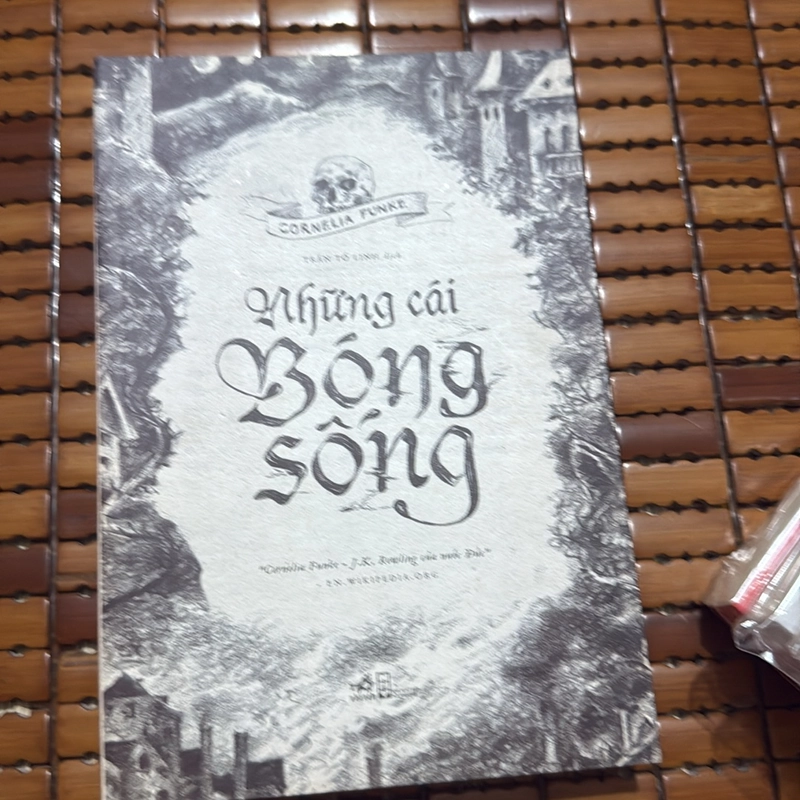 CORNELIA FUNKE
TRẦN TỐ LINH dịch
Những cái
Bóng
sống
"Cornelia Funke - J.K. Rowling của nước Đức"
- EN.WIKIPEDIA.ORG